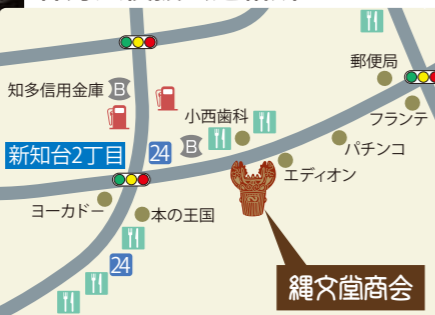 郵便局
知多信用金庫
B
フランテ
小西歯科
パチンコ
新知台2丁目
24
B
エディオン
ヨーカドー
本の王国
24
縄文堂商会